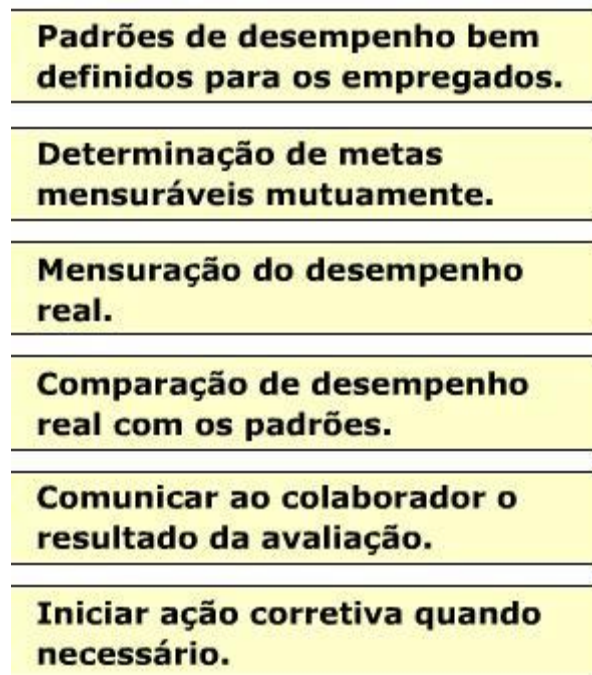 Padrões de desempenho bem
definidos para os empregados.
Determinação de metas
mensuráveis mutuamente.
Mensuração do desempenho
real.
Comparação de desempenho
real com os padrões.
Comunicar ao colaborador o
resultado da avaliação.
Iniciar ação corretiva quando
necessário.